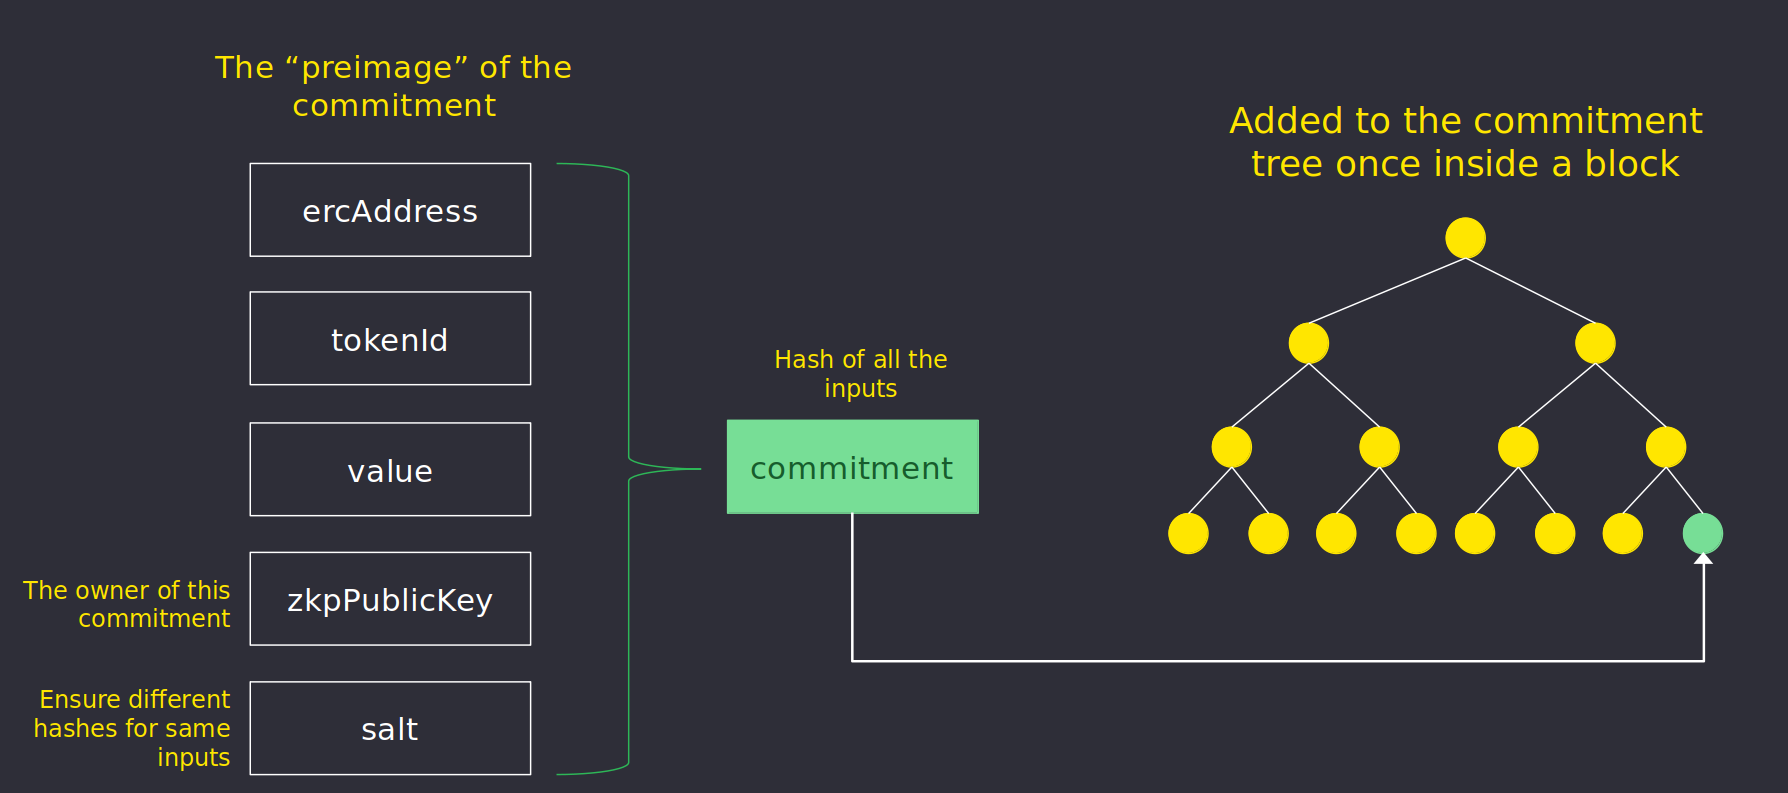 The “preimage” of the
commitment
ercAddress
tokenId
value
The owner of this
commitment
zkpPublicKey
Ensure different
hashes for same
inputs
salt
Hash of all the
inputs
commitment
Added to the commitment
tree once inside a block